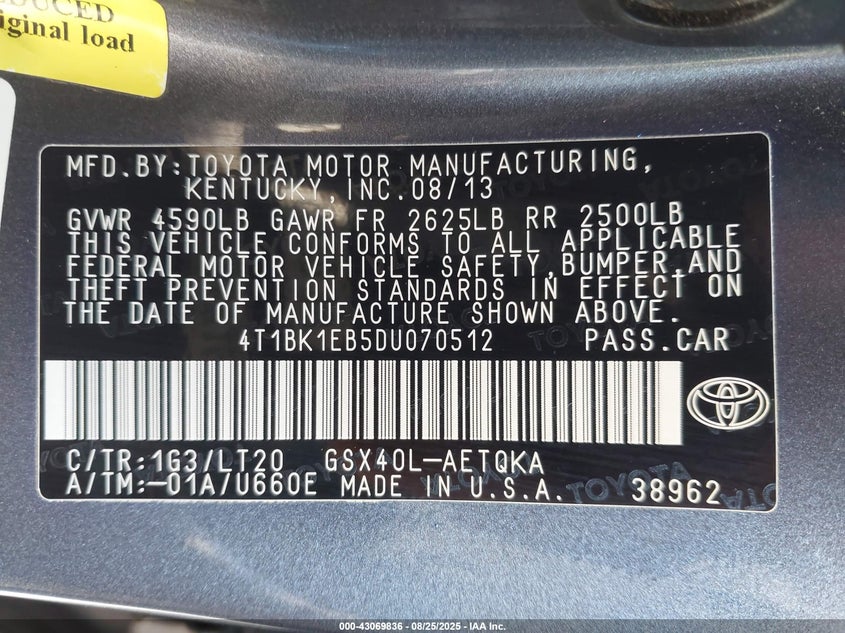 DUCED
iginal load
MFD.BY:TOYOTA MOTOR MANUFACTURING,
KENTUCKY,INC.08/13
GVWR 4590LB GAWR FR 2625LB RR 2500LB
THIS VEHICLE CONFORMS TO ALL APPLICABLE
FEDERAL MOTOR VEHICLE SAFETY,BUMPER,AND
THEFT PREVENTION STANDARDS IN EFFECT ON
THE DATE OF MANUFACTURE SHOWN ABOVE.
4T1BK1EB5DU070512 PASS.CAR
C/TR:1G3/LT20 GSX40L-AETQKA
A/TM:-01A/U660E MADE IN U.S.A. 38962
TOYOTA
000-43069836 - 08/25/2025 - IAA Inc.